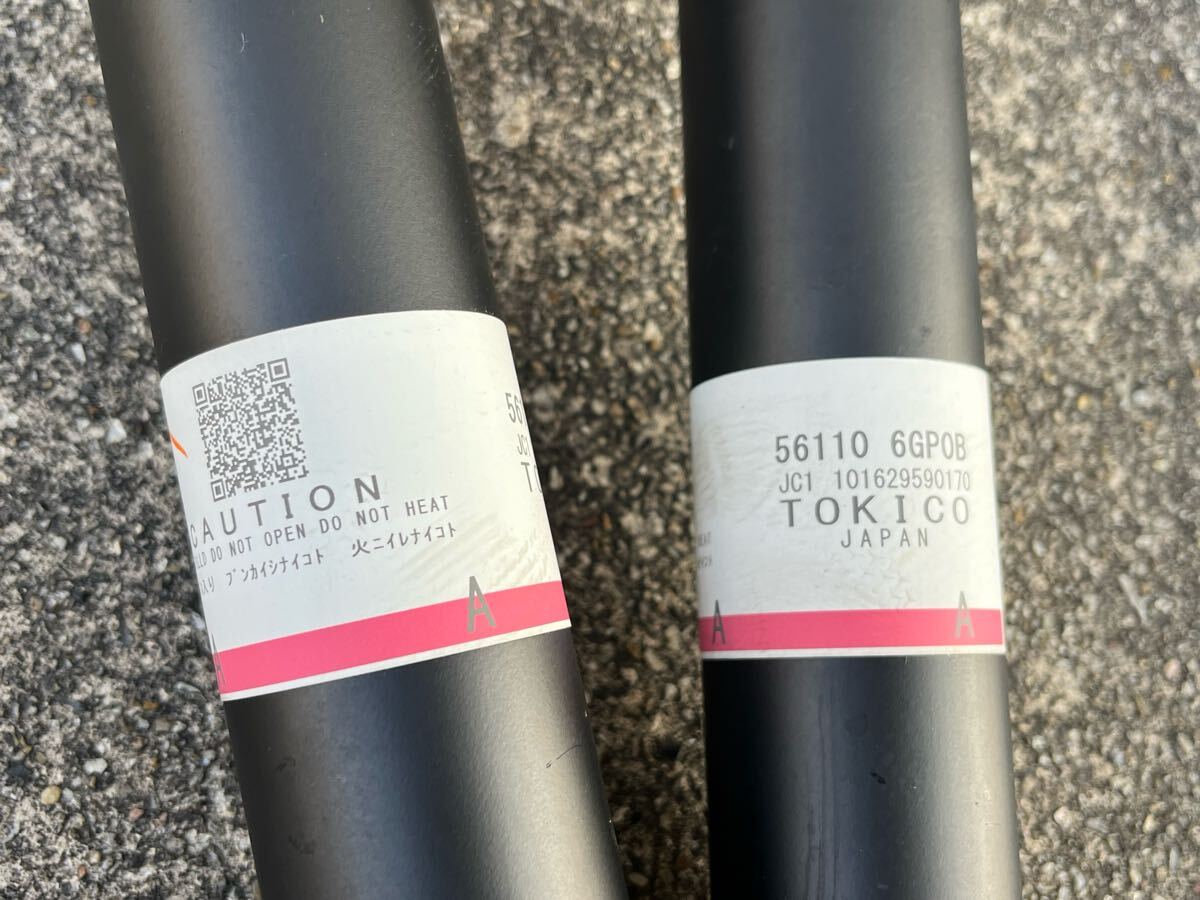 CAUTION
DO NOT OPEN DO NOT HEAT
ブンカイシナイコト 火ニイレナイコト
A
A
56110 6GP0B
JC1 101629590170
TOKICO
JAPAN
A
A